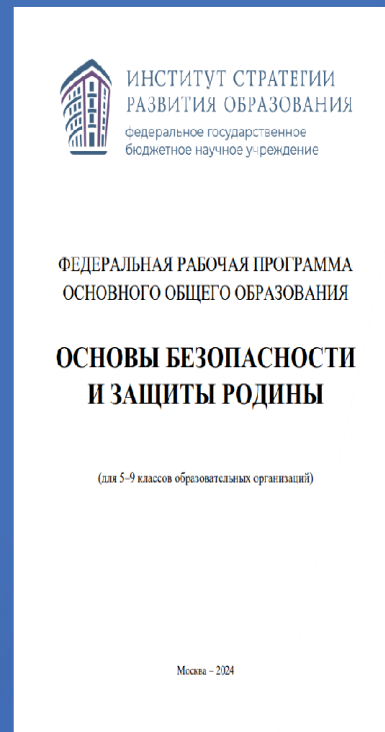 ИНСТИТУТ СТРАТЕГИИ
РАЗВИТИЯ ОБРАЗОВАНИЯ
федеральное государственное
бюджетное научное учреждение
ФЕДЕРАЛЬНАЯ РАБОЧАЯ ПРОГРАММА
ОСНОВНОГО ОБЩЕГО ОБРАЗОВАНИЯ
ОСНОВЫ БЕЗОПАСНОСТИ
И ЗАЩИТЫ РОДИНЫ
(для 5–9 классов образовательных организаций)
Москва – 2024